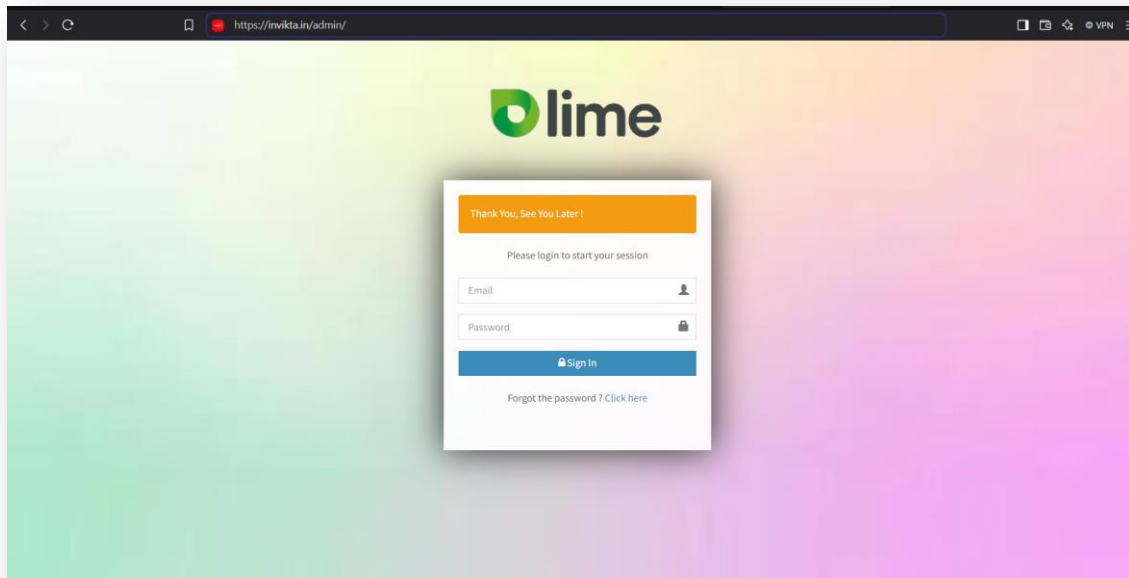 https://invikta.in/admin/
VPN
lime
Thank You, See You Later !
Please login to start your session
Email
Password
Sign In
Forgot the password ? Click here